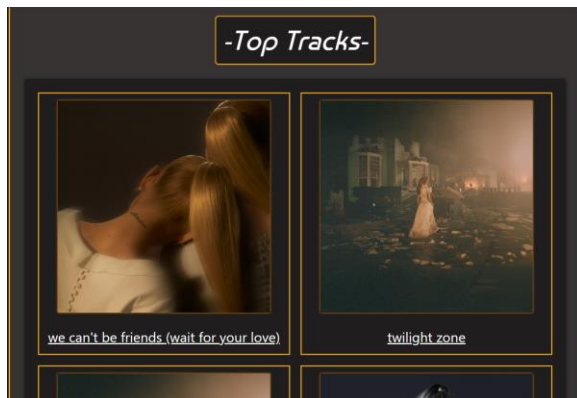 -Top Tracks-
we can't be friends (wait for your love)
twilight zone